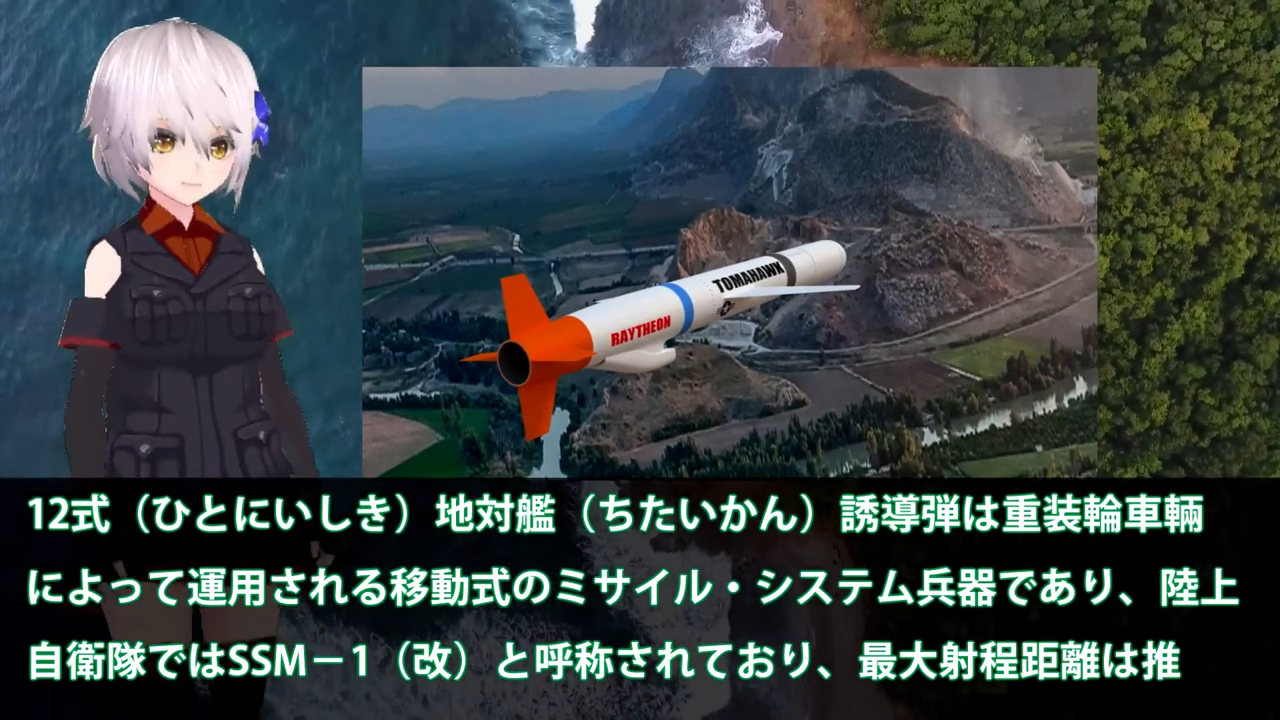 TOMAHAWK
RAYTHEON
12式（ひとにいしき）地対艦（ちたいかん）誘導弾は重装輪車輛
によって運用される移動式のミサイル・システム兵器であり、陸上
自衛隊ではSSM－1（改）と呼称されており、最大射程距離は推